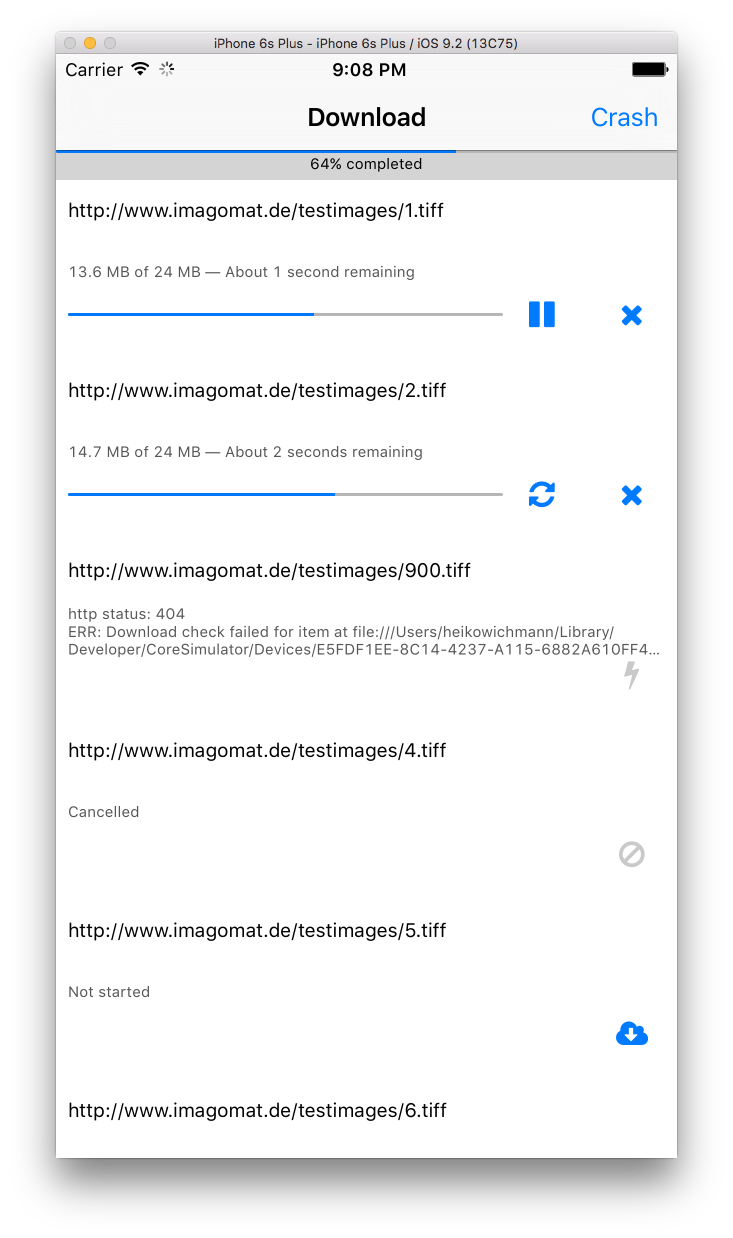 iPhone 6s Plus - iPhone 6s Plus / iOS 9.2 (13C75)
Carrier 9:08 PM
Download Crash
64% completed
http://www.imagomat.de/testimages/1.tiff
13.6 MB of 24 MB — About 1 second remaining
http://www.imagomat.de/testimages/2.tiff
14.7 MB of 24 MB — About 2 seconds remaining
http://www.imagomat.de/testimages/900.tiff
http status: 404
ERR: Download check failed for item at file:///Users/heikowichmann/Library/
Developer/CoreSimulator/Devices/E5FDF1EE-8C14-4237-A115-6882A610FF4...
http://www.imagomat.de/testimages/4.tiff
Cancelled
http://www.imagomat.de/testimages/5.tiff
Not started
http://www.imagomat.de/testimages/6.tiff